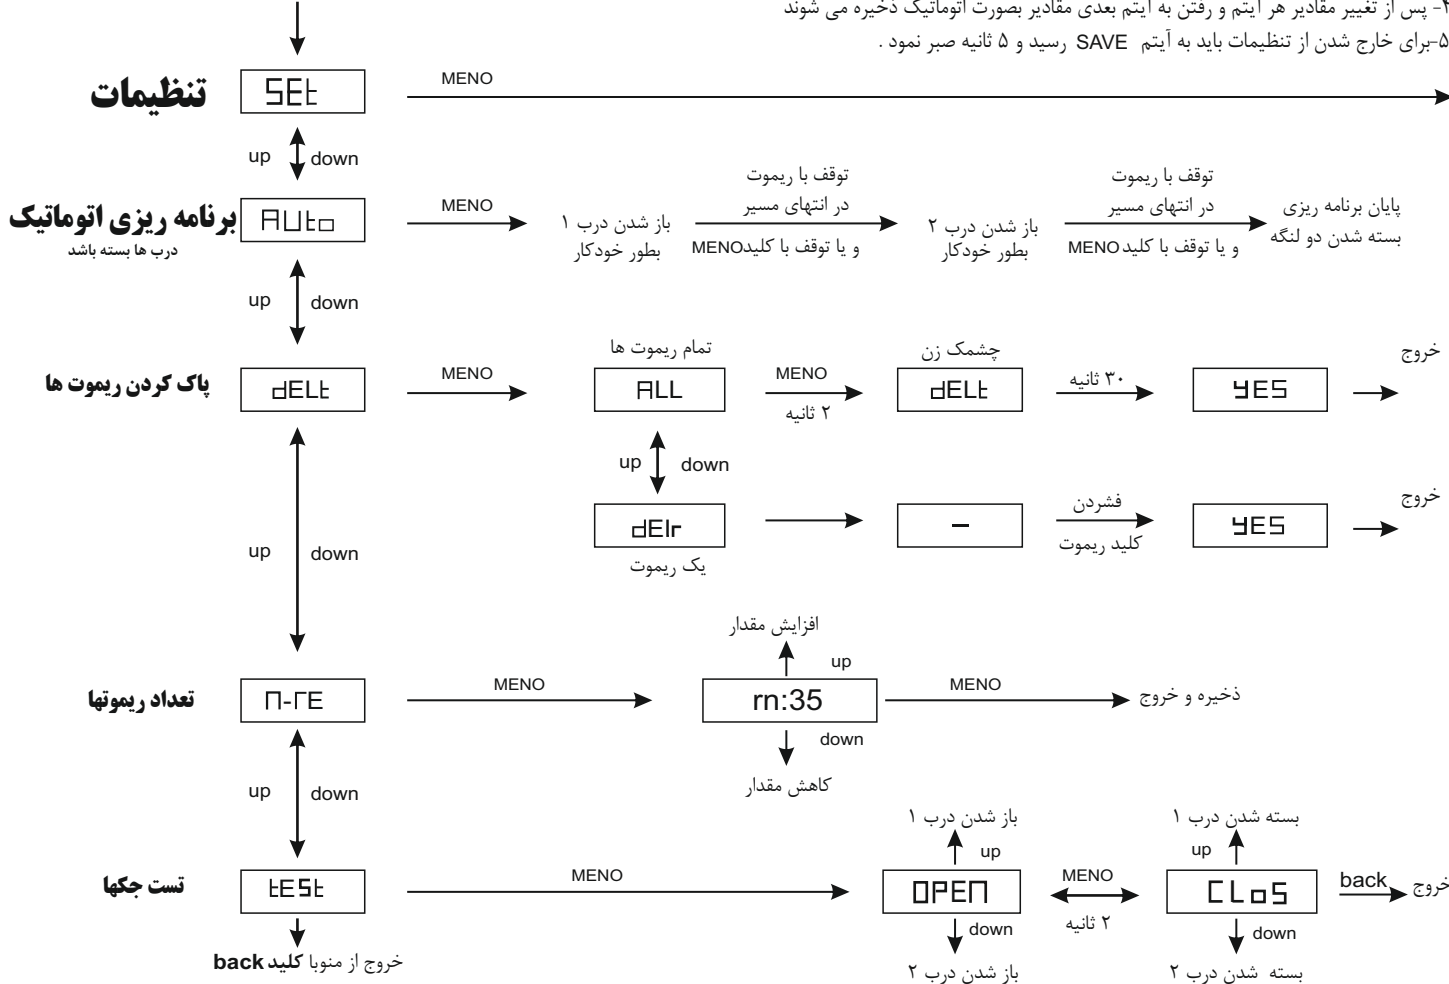 ۴- پس از تغییر مقادیر هر آیتم و رفتن به آیتم بعدی مقادیر بصورت اتوماتیک ذخیره می شوند
۵-برای خارج شدن از تنظیمات باید به آیتم SAVE رسید و ۵ ثانیه صبر نمود .
تنظیمات
SEt
MENO
up
down
برنامه ریزی اتوماتیک
درب ها بسته باشد
AUto
MENO
باز شدن درب ۱
بطور خودکار
توقف با ریموت
در انتهای مسیر
و یا توقف با کلیدMENO
باز شدن درب ۲
بطور خودکار
توقف با ریموت
در انتهای مسیر
و یا توقف با کلید MENO
پایان برنامه ریزی
بسته شدن دو لنگه
up
down
پاک کردن ریموت ها
dELt
MENO
تمام ریموت ها
ALL
MENO
۲ ثانیه
چشمک زن
dELt
۳۰ ثانیه
YES
خروج
up
down
dElr
یک ریموت
–
فشردن
کلید ریموت
YES
خروج
up
down
تعداد ریموتها
n-rE
MENO
افزایش مقدار
up
rn:35
down
کاهش مقدار
MENO
ذخیره و خروج
up
down
تست جکها
tESt
MENO
باز شدن درب ۱
up
OPEn
down
باز شدن درب ۲
MENO
۲ ثانیه
بسته شدن درب ۱
up
CLoS
down
بسته شدن درب ۲
back
خروج
خروج از منوبا کلید back